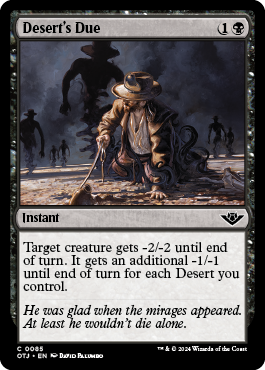 Desert's Due 1
Instant
Target creature gets -2/-2 until end
of turn. It gets an additional -1/-1
until end of turn for each Desert you
control.
He was glad when the mirages appeared.
At least he wouldn't die alone.
C 0085
OTJ • EN DAVID PALUMBO
™ & © 2024 Wizards of the Coast